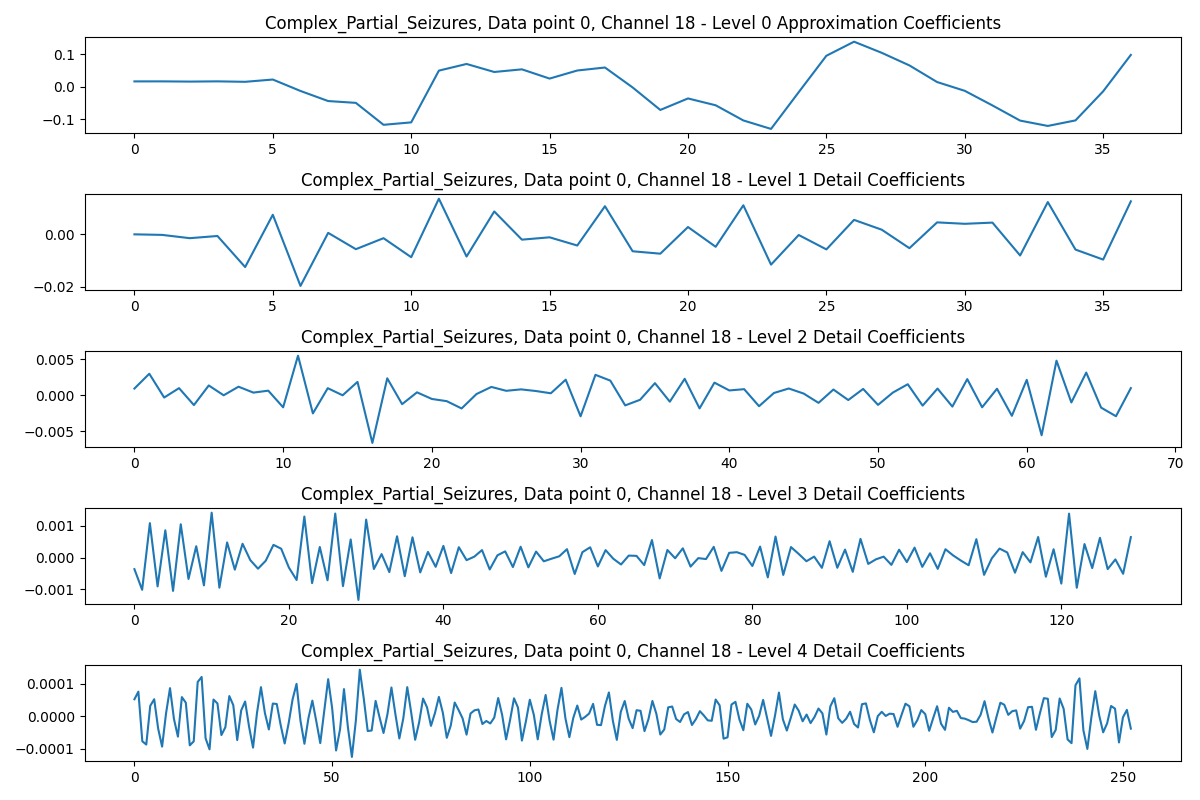 Complex_Partial_Seizures, Data point 0, Channel 18 - Level 0 Approximation Coefficients
0.1
0.0
−0.1
0 5 10 15 20 25 30 35
Complex_Partial_Seizures, Data point 0, Channel 18 - Level 1 Detail Coefficients
0.00
−0.02
0 5 10 15 20 25 30 35
Complex_Partial_Seizures, Data point 0, Channel 18 - Level 2 Detail Coefficients
0.005
0.000
−0.005
0 10 20 30 40 50 60 70
Complex_Partial_Seizures, Data point 0, Channel 18 - Level 3 Detail Coefficients
0.001
0.000
−0.001
0 20 40 60 80 100 120
Complex_Partial_Seizures, Data point 0, Channel 18 - Level 4 Detail Coefficients
0.0001
0.0000
−0.0001
0 50 100 150 200 250